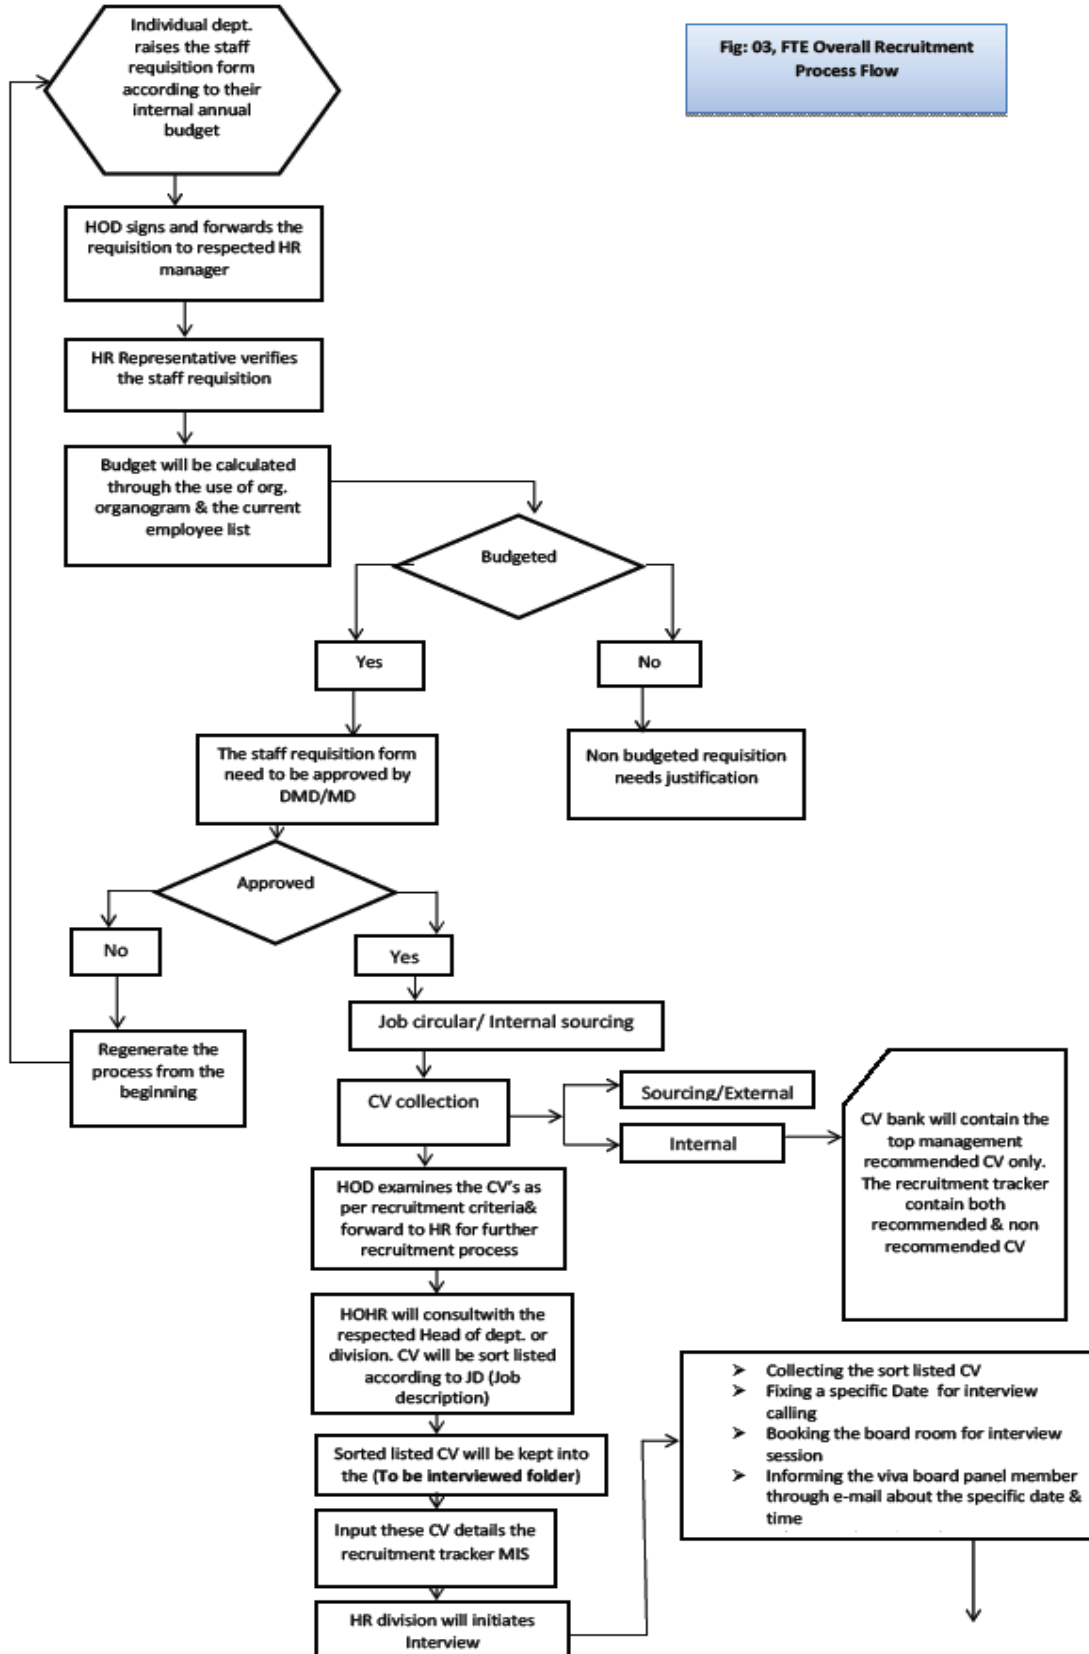 Individual dept.
raises the staff
requisition form
according to their
internal annual
budget
Fig: 03, FTE Overall Recruitment
Process Flow
HOD signs and forwards the
requisition to respected HR
manager
HR Representative verifies
the staff requisition
Budget will be calculated
through the use of org.
organogram & the current
employee list
Budgeted
Yes
No
The staff requisition form
need to be approved by
DMD/MD
Non budgeted requisition
needs justification
Approved
No
Yes
Job circular/ Internal sourcing
Regenerate the
process from the
beginning
CV collection
Sourcing/External
Internal
CV bank will contain the
top management
recommended CV only.
The recruitment tracker
contain both
recommended & non
recommended CV
HOD examines the CV's as
per recruitment criteria&
forward to HR for further
recruitment process
HOHR will consultwith the
respected Head of dept. or
division. CV will be sort listed
according to JD (Job
description)
Sorted listed CV will be kept into
the (To be interviewed folder)
Input these CV details the
recruitment tracker MIS
HR division will initiates
Interview
➢ Collecting the sort listed CV
➢ Fixing a specific Date for interview
calling
➢ Booking the board room for interview
session
➢ Informing the viva board panel member
through e-mail about the specific date &
time